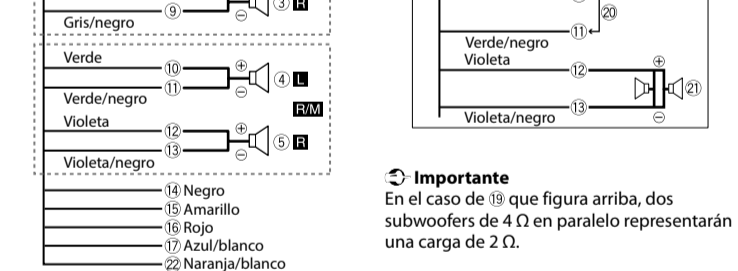 ③ R
⊖
⑨
Gris/negro
Verde
⑩ ⊕
④ L
⑪ ⊖
Verde/negro
R/M
Violeta
⑫ ⊕
⑤ R
⑬ ⊖
Violeta/negro
⑭ Negro
⑮ Amarillo
⑯ Rojo
⑰ Azul/blanco
㉒ Naranja/blanco
⑳
⑪
Verde/negro
Violeta
⑫ ⊕
㉑
⑬
Violeta/negro ⊖
Importante
En el caso de ⑲ que figura arriba, dos
subwoofers de 4 Ω en paralelo representarán
una carga de 2 Ω.